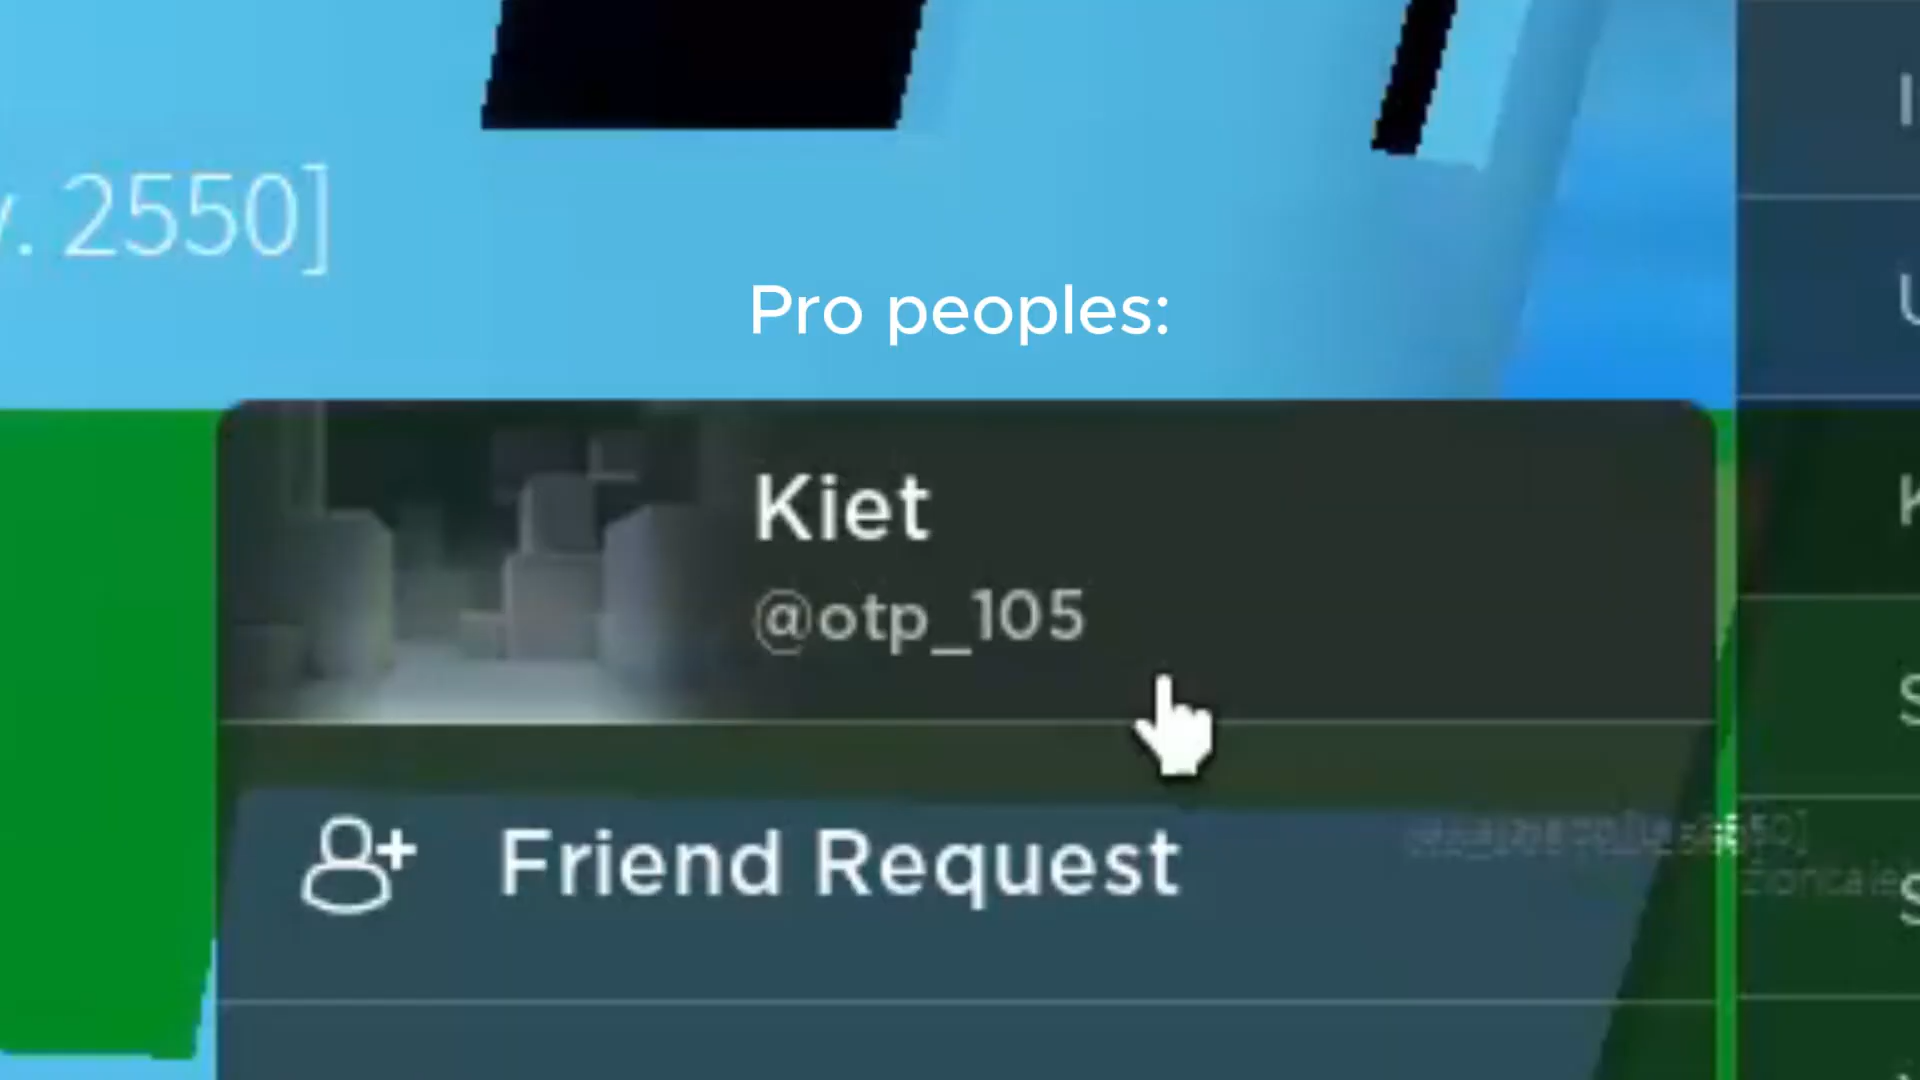 . 2550]
Pro peoples:
Kiet
@otp_105
Friend Request